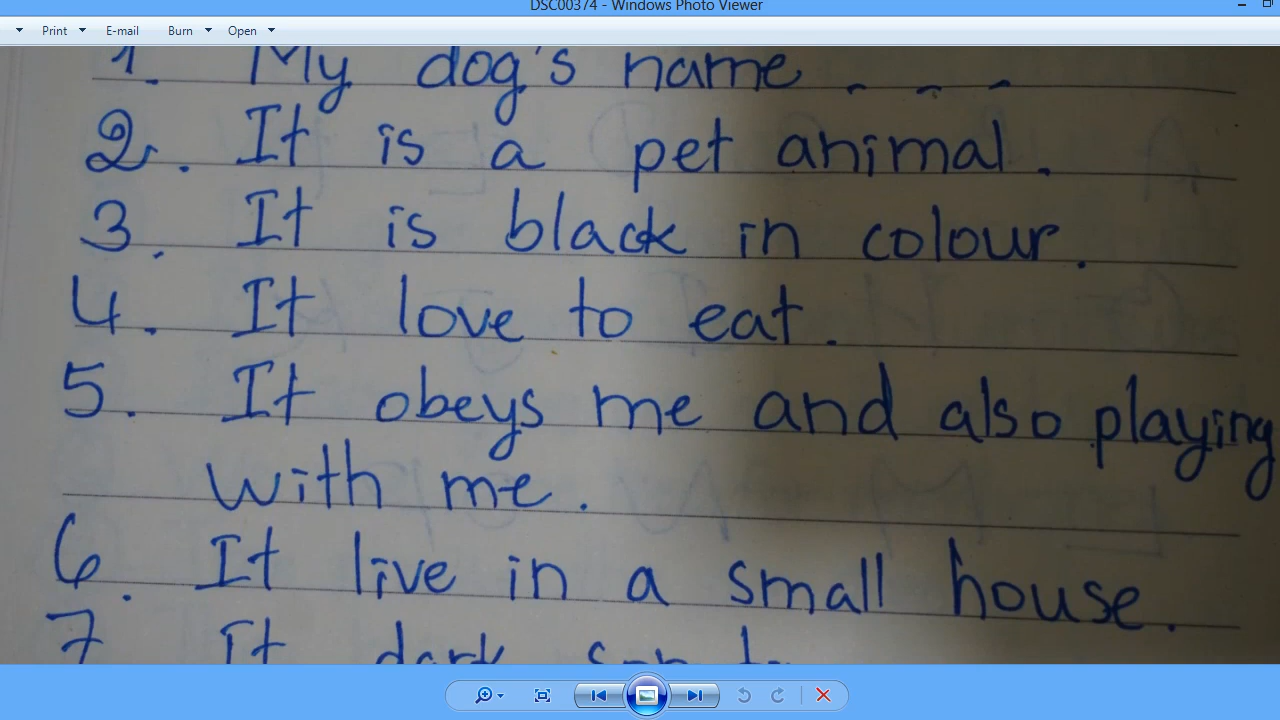 DSC00374 - Windows Photo Viewer
Print E-mail Burn Open
1. My dog's name - - -
2. It is a pet animal.
3. It is black in colour.
4. It love to eat.
5. It obeys me and also playing
with me.
6. It live in a small house.
7. It